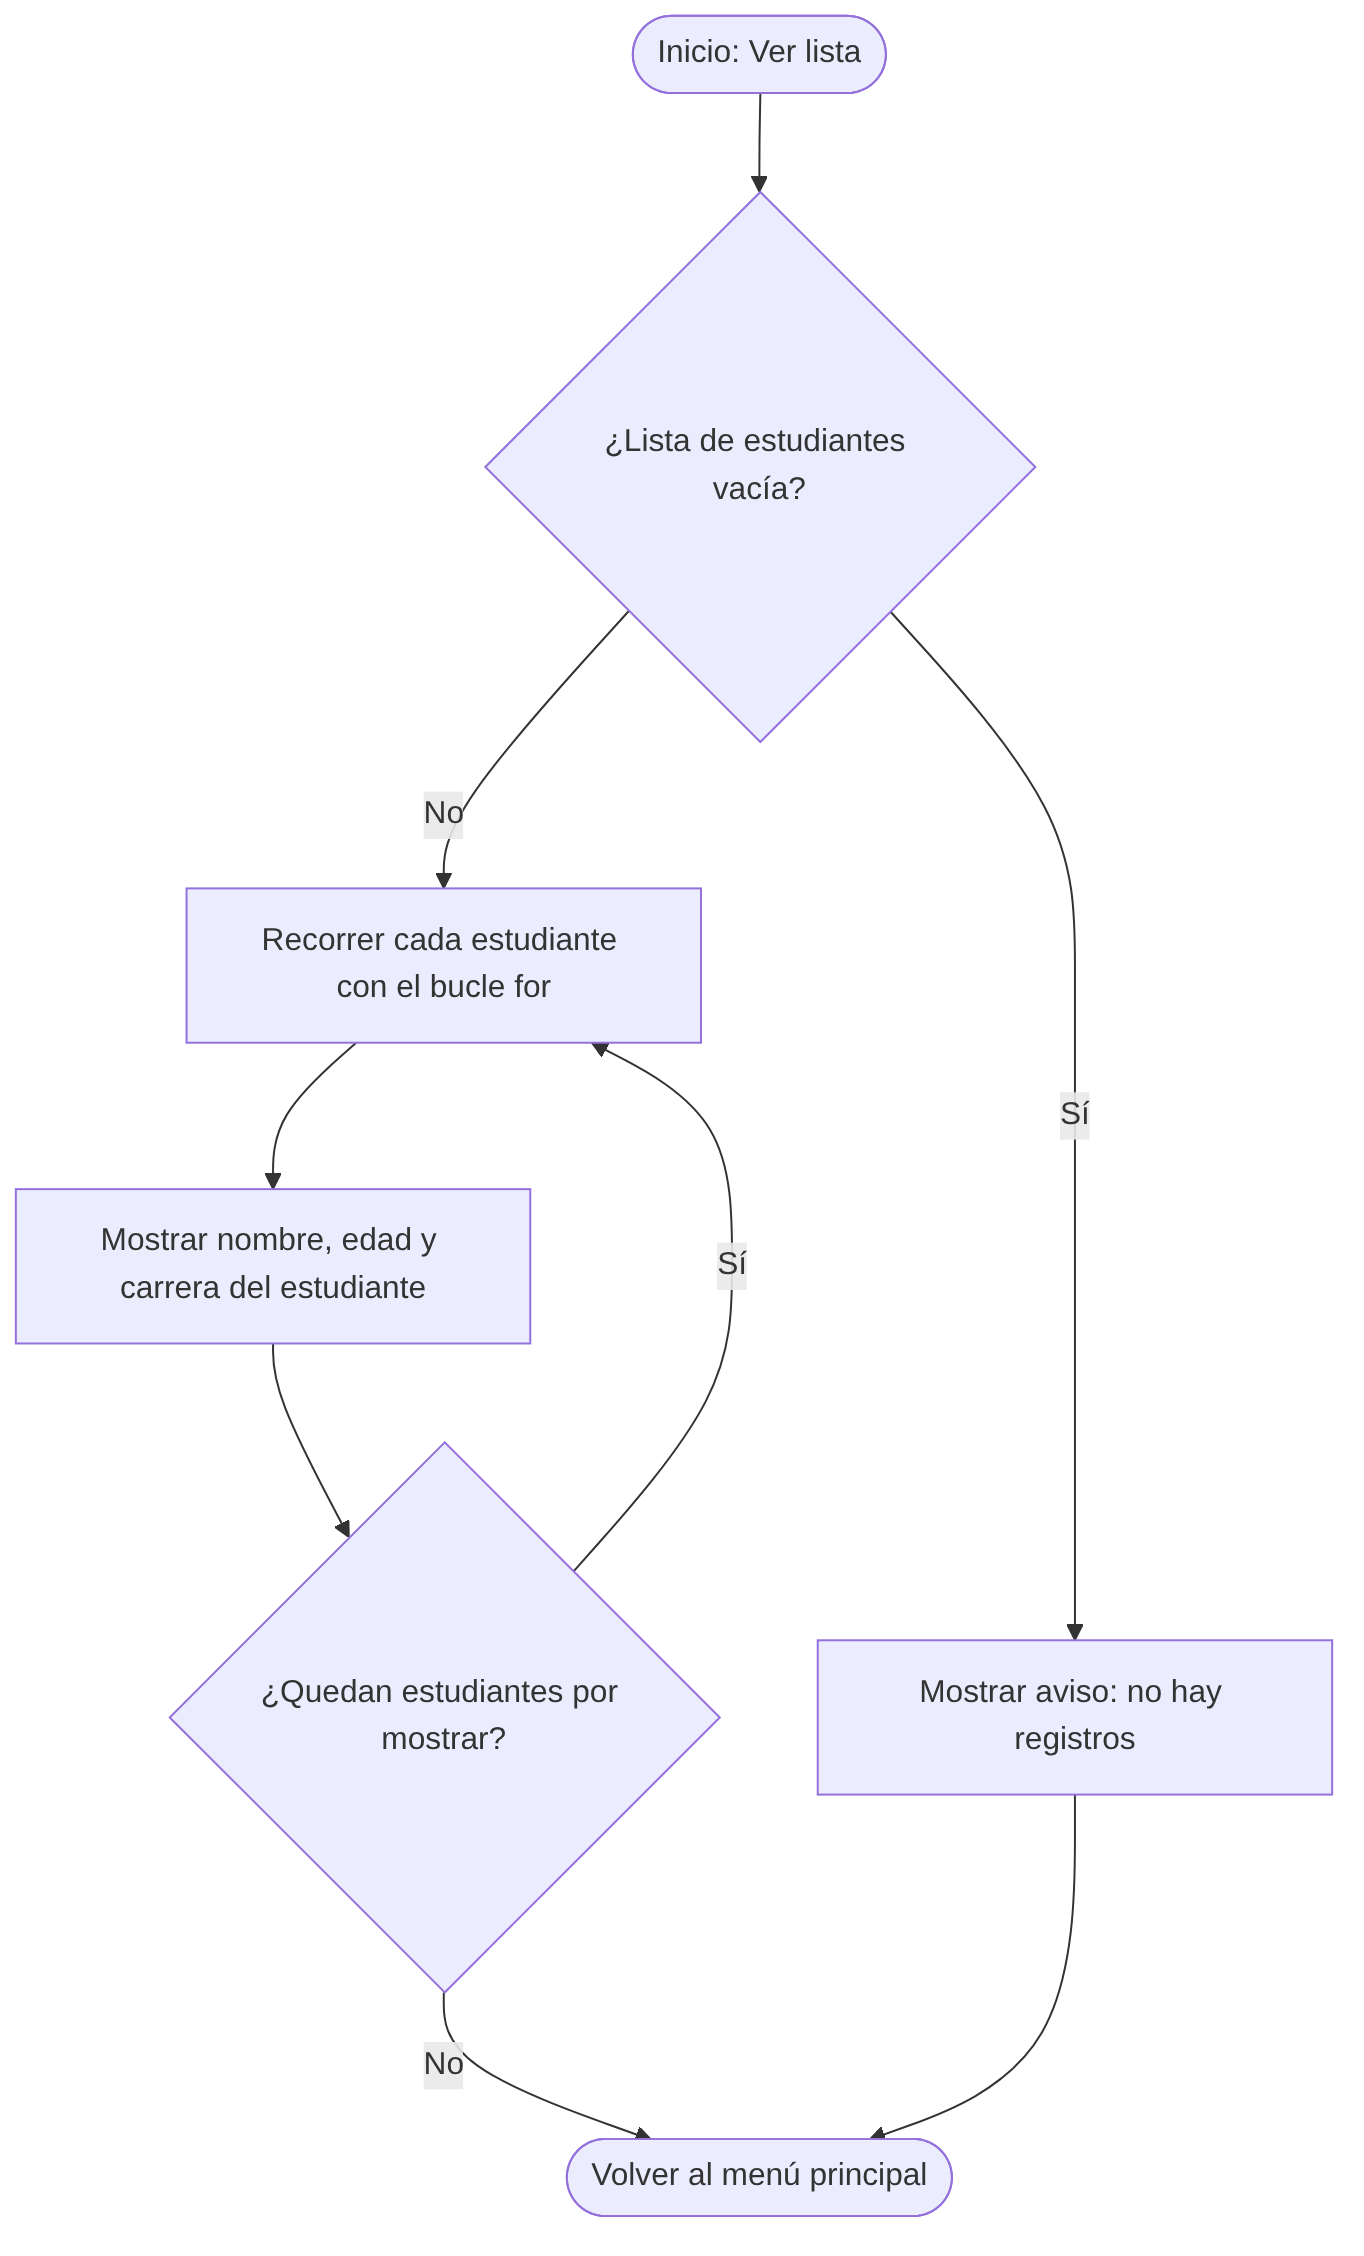 Inicio: Ver lista
¿Lista de estudiantes
vacía?
No
Recorrer cada estudiante
con el bucle for
Sí
Mostrar nombre, edad y
carrera del estudiante
Sí
¿Quedan estudiantes por
mostrar?
Mostrar aviso: no hay
registros
No
Volver al menú principal